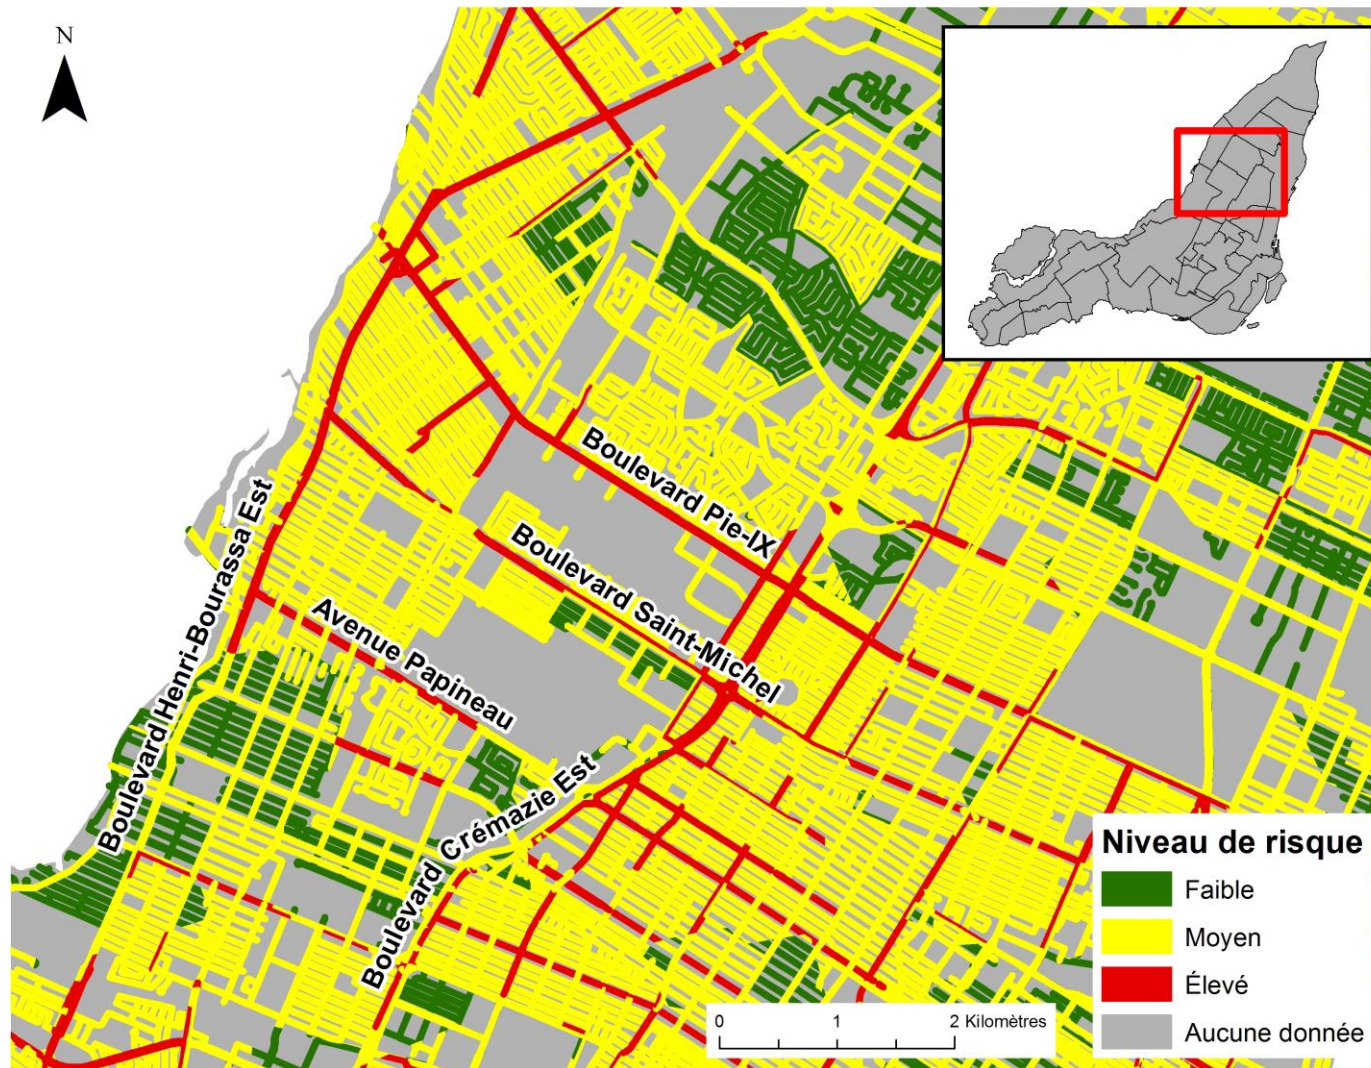 N
Boulevard Pie-IX
Boulevard Saint-Michel
Boulevard Henri-Bourassa Est
Avenue Papineau
Boulevard Crémazie Est
Niveau de risque
Faible
Moyen
Élevé
Aucune donnée
0 1 2 Kilomètres